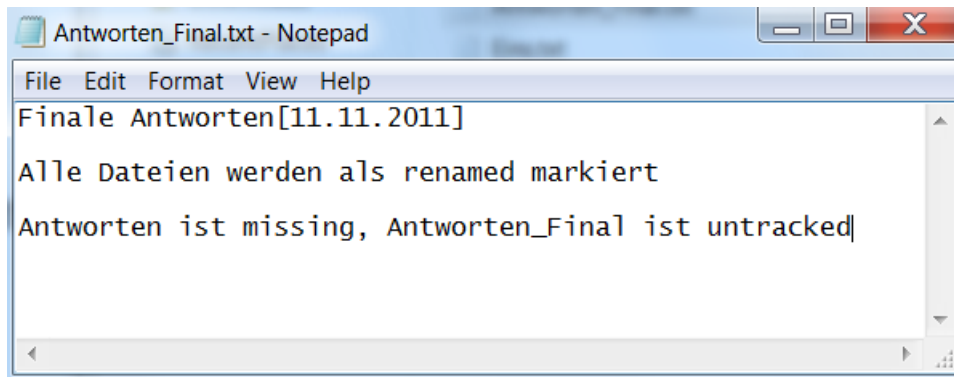 Antworten_Final.txt - Notepad
File Edit Format View Help
Finale Antworten[11.11.2011]
Alle Dateien werden als renamed markiert
Antworten ist missing, Antworten_Final ist untracked